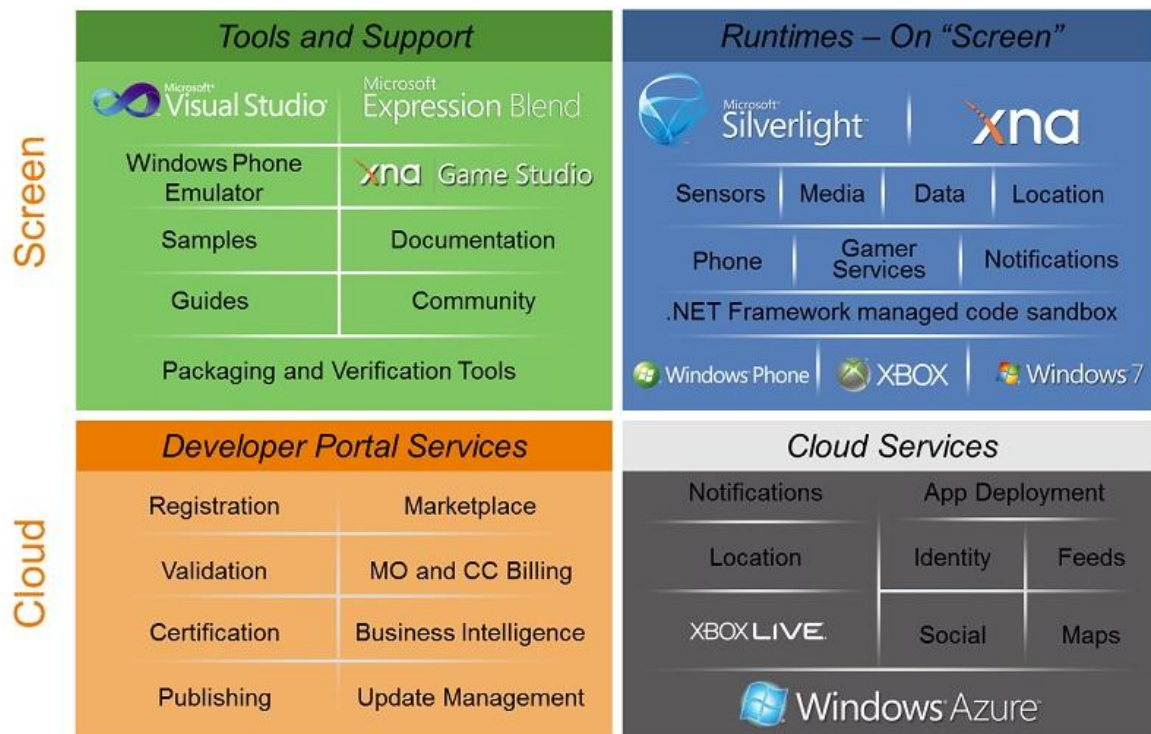 Screen
Tools and Support
Microsoft®
Visual Studio®
Microsoft
Expression Blend™
Windows Phone
Emulator
xna Game Studio
Samples
Documentation
Guides
Community
Packaging and Verification Tools
Runtimes – On “Screen”
Microsoft®
Silverlight™
xna
Sensors
Media
Data
Location
Phone
Gamer
Services
Notifications
.NET Framework managed code sandbox
Windows Phone
XBOX
Windows 7
Cloud
Developer Portal Services
Registration
Marketplace
Validation
MO and CC Billing
Certification
Business Intelligence
Publishing
Update Management
Cloud Services
Notifications
App Deployment
Location
Identity
Feeds
XBOX LIVE.
Social
Maps
Windows Azure™